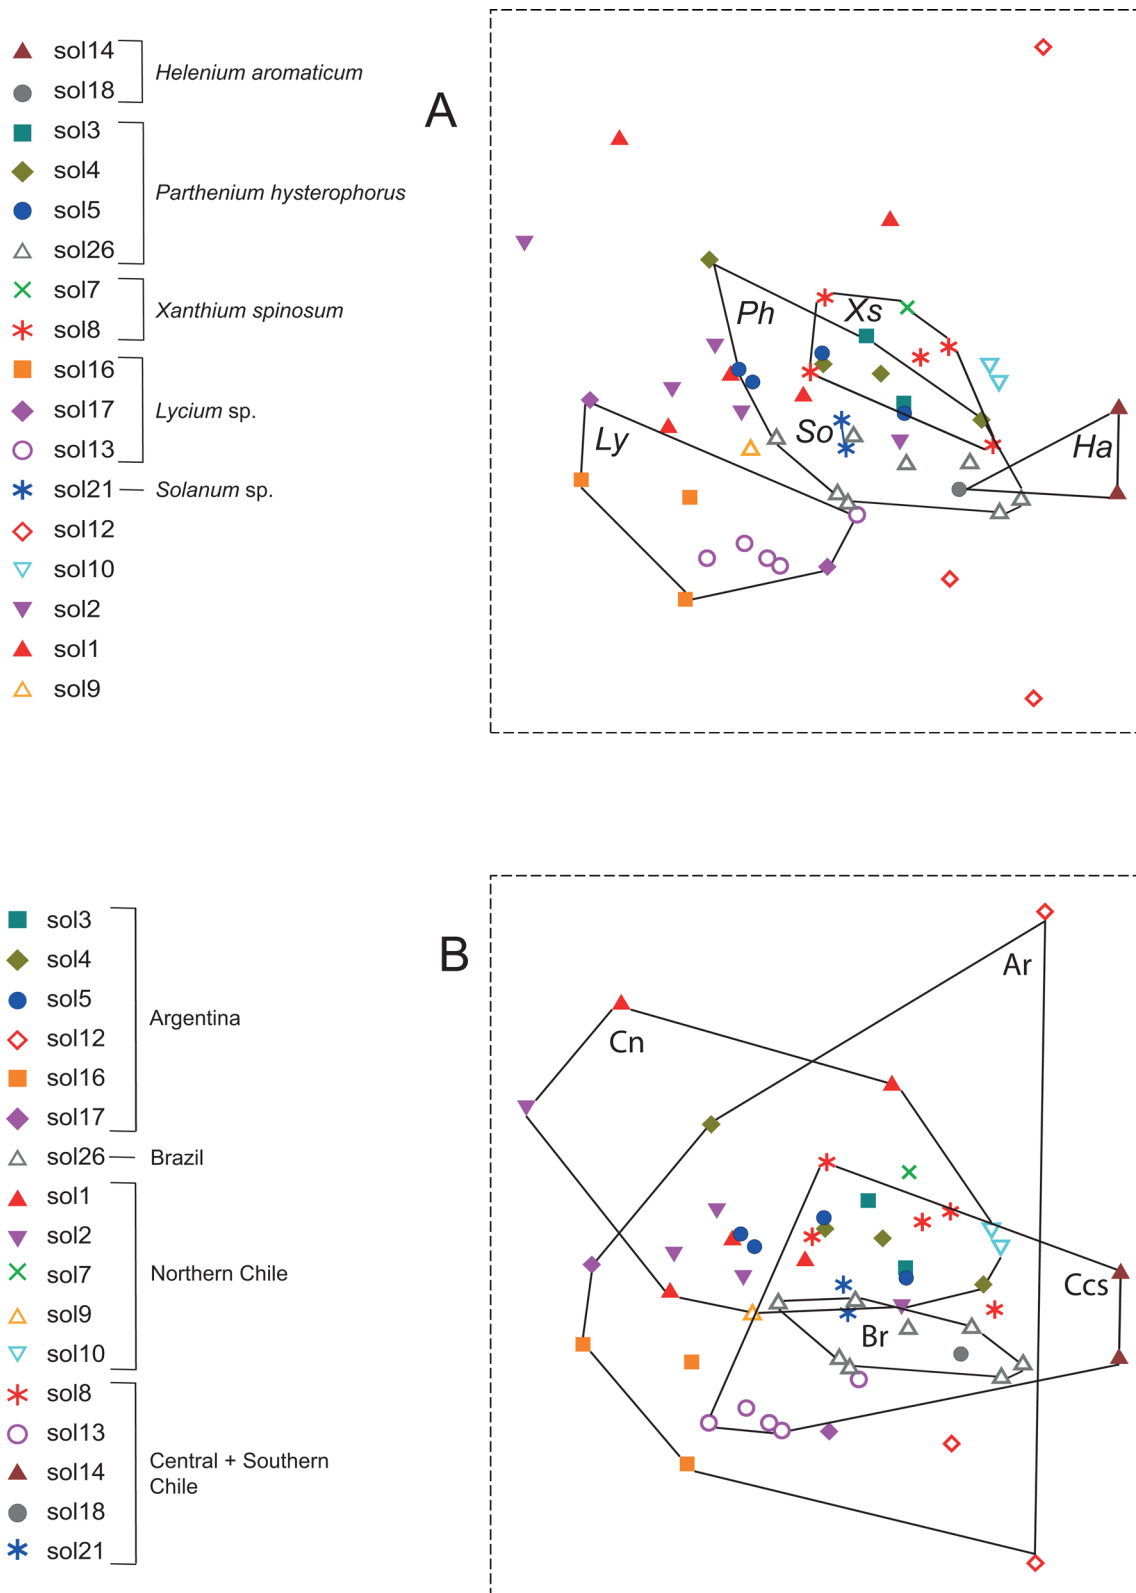 sol14
sol18
Helenium aromaticum
sol3
sol4
sol5
sol26
Parthenium hysterophorus
sol7
sol8
Xanthium spinosum
sol16
sol17
sol13
Lycium sp.
sol21
Solanum sp.
sol12
sol10
sol2
sol1
sol9
A
Ph
Xs
Ly
So
Ha
sol3
sol4
sol5
sol12
sol16
sol17
Argentina
sol26
Brazil
sol1
sol2
sol7
sol9
sol10
Northern Chile
sol8
sol13
sol14
sol18
sol21
Central + Southern
Chile
B
Ar
Cn
Ccs
Br